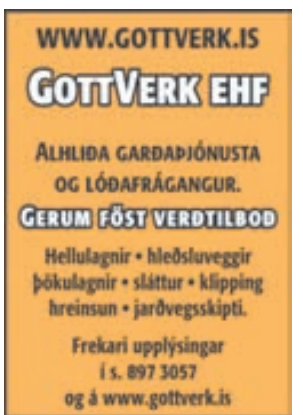 WWW.GOTTVERK.IS
GOTTVERK EHF
ALHLIÐA GARÐAÞJÓNUSTA
OG LÓÐAFRÁGANGUR.
GERUM FÖST VERÐTILBOÐ
Hellulagnir • hleðsluveggir
þökulagnir • sláttur • klipping
hreinsun • jarðvegsskipti.
Frekari upplýsingar
í s. 897 3057
og á www.gottverk.is